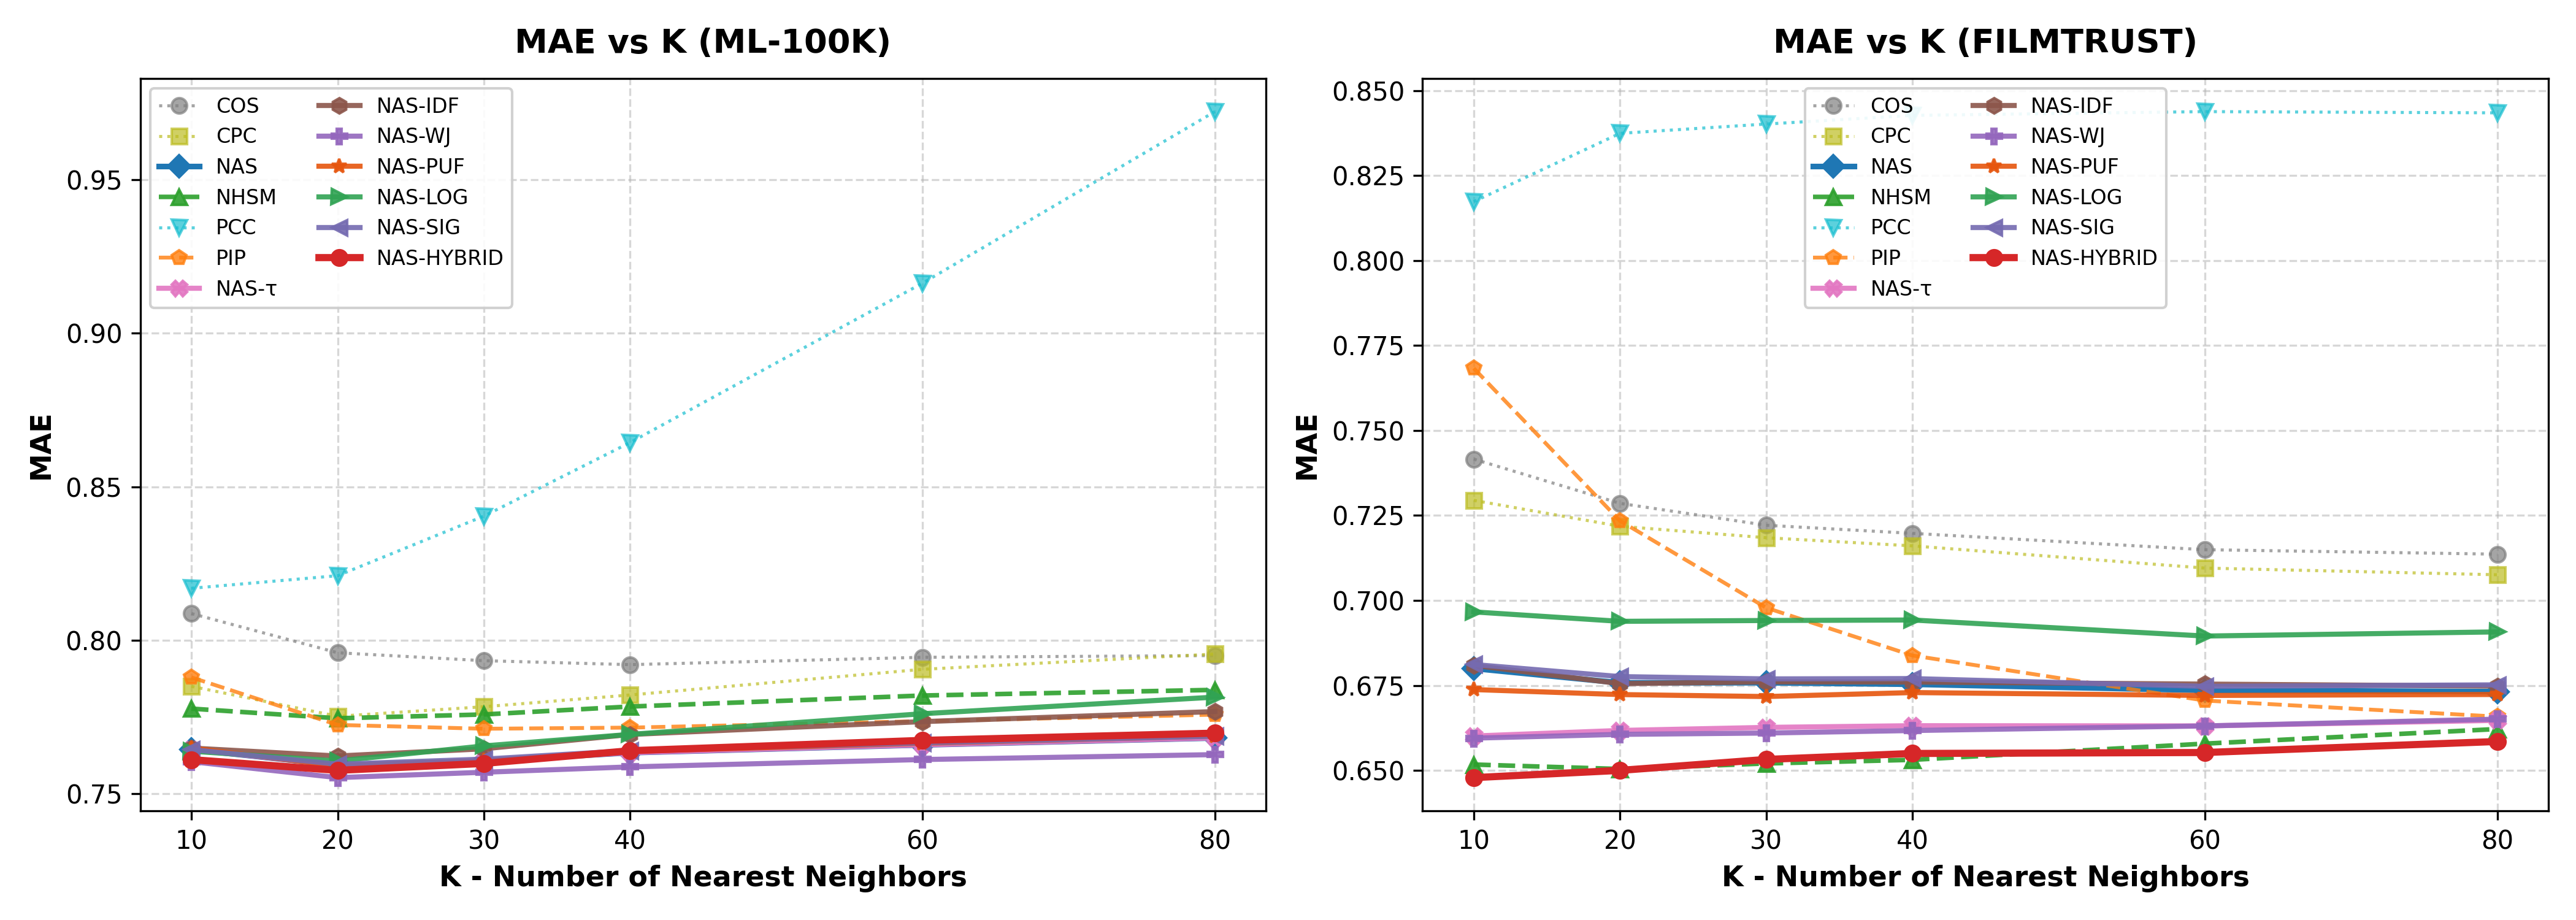 MAE vs K (ML-100K)
COS
CPC
NAS
NHSM
PCC
PIP
NAS-τ
NAS-IDF
NAS-WJ
NAS-PUF
NAS-LOG
NAS-SIG
NAS-HYBRID
MAE
0.95
0.90
0.85
0.80
0.75
10 20 30 40 60 80
K - Number of Nearest Neighbors
MAE vs K (FILMTRUST)
COS
CPC
NAS
NHSM
PCC
PIP
NAS-τ
NAS-IDF
NAS-WJ
NAS-PUF
NAS-LOG
NAS-SIG
NAS-HYBRID
MAE
0.850
0.825
0.800
0.775
0.750
0.725
0.700
0.675
0.650
10 20 30 40 60 80
K - Number of Nearest Neighbors